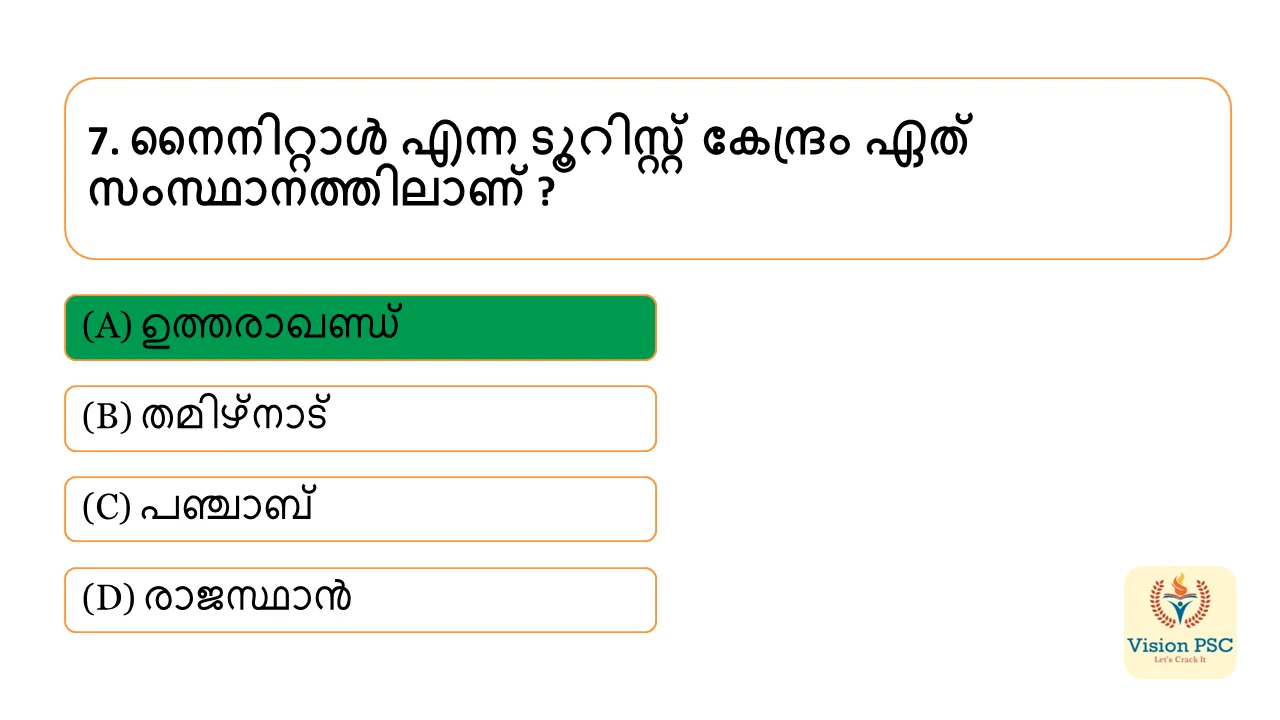 7. നൈനിറ്റാൾ എന്ന ടൂറിസ്റ്റ് കേന്ദ്രം ഏത്
സംസ്ഥാനത്തിലാണ് ?
(A) ഉത്തരാഖണ്ഡ്
(B) തമിഴ്നാട്
(C) പഞ്ചാബ്
(D) രാജസ്ഥാൻ
Vision PSC
Let's Crack It